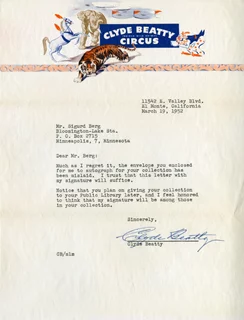 CLYDE BEATTY
CIRCUS
11542 E. Valley Blvd.
El Monte, California
March 19, 1952
Mr. Sigurd Berg
Bloomington-Lake Sta.
P. O. Box 8715
Minneapolis, 7, Minnesota
Dear Mr. Berg:
Much as I regret it, the envelope you enclosed
for me to autograph for your collection has
been mislaid. I trust that this letter with
my signature will suffice.
Notice that you plan on giving your collection
to your Public Library later, and I feel honored
to think that my signature will be among those
in your collection.
Sincerely,
Clyde Beatty
Clyde Beatty